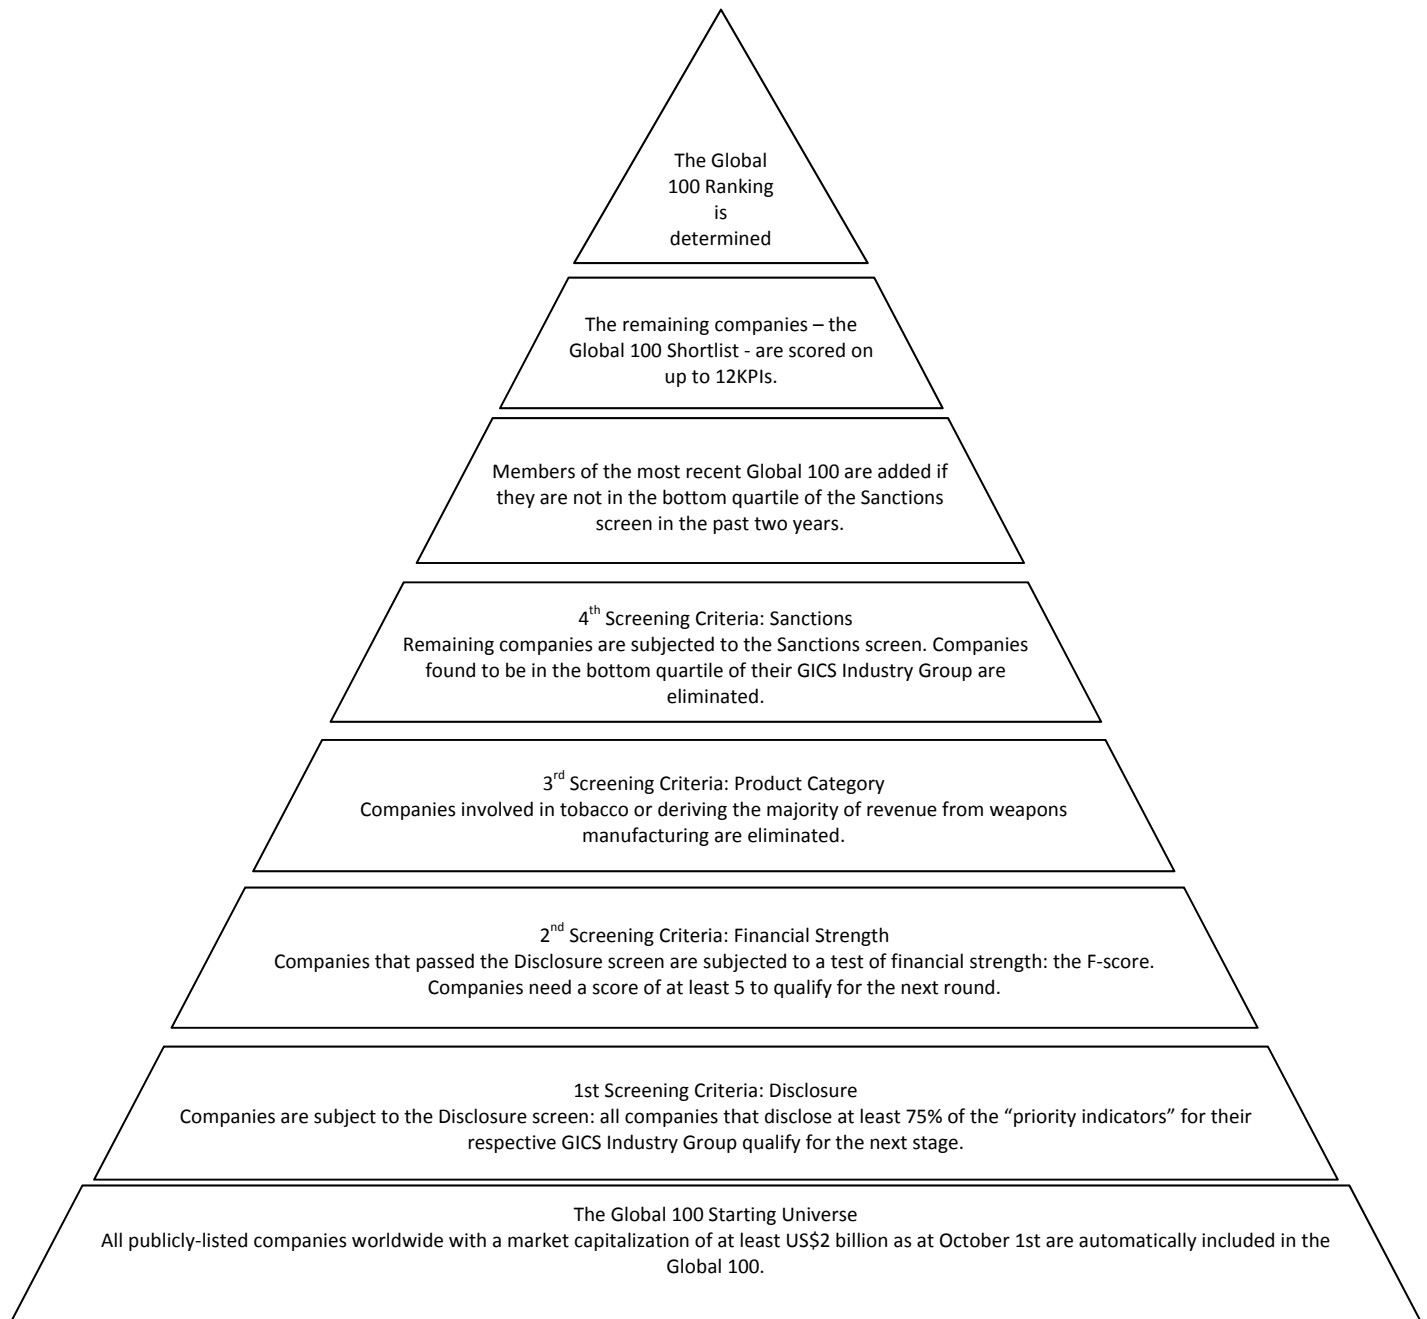 The Global
100 Ranking
is
determined
The remaining companies – the
Global 100 Shortlist - are scored on
up to 12KPIs.
Members of the most recent Global 100 are added if
they are not in the bottom quartile of the Sanctions
screen in the past two years.
4th Screening Criteria: Sanctions
Remaining companies are subjected to the Sanctions screen. Companies
found to be in the bottom quartile of their GICS Industry Group are
eliminated.
3rd Screening Criteria: Product Category
Companies involved in tobacco or deriving the majority of revenue from weapons
manufacturing are eliminated.
2nd Screening Criteria: Financial Strength
Companies that passed the Disclosure screen are subjected to a test of financial strength: the F-score.
Companies need a score of at least 5 to qualify for the next round.
1st Screening Criteria: Disclosure
Companies are subject to the Disclosure screen: all companies that disclose at least 75% of the “priority indicators” for their
respective GICS Industry Group qualify for the next stage.
The Global 100 Starting Universe
All publicly-listed companies worldwide with a market capitalization of at least US$2 billion as at October 1st are automatically included in the
Global 100.